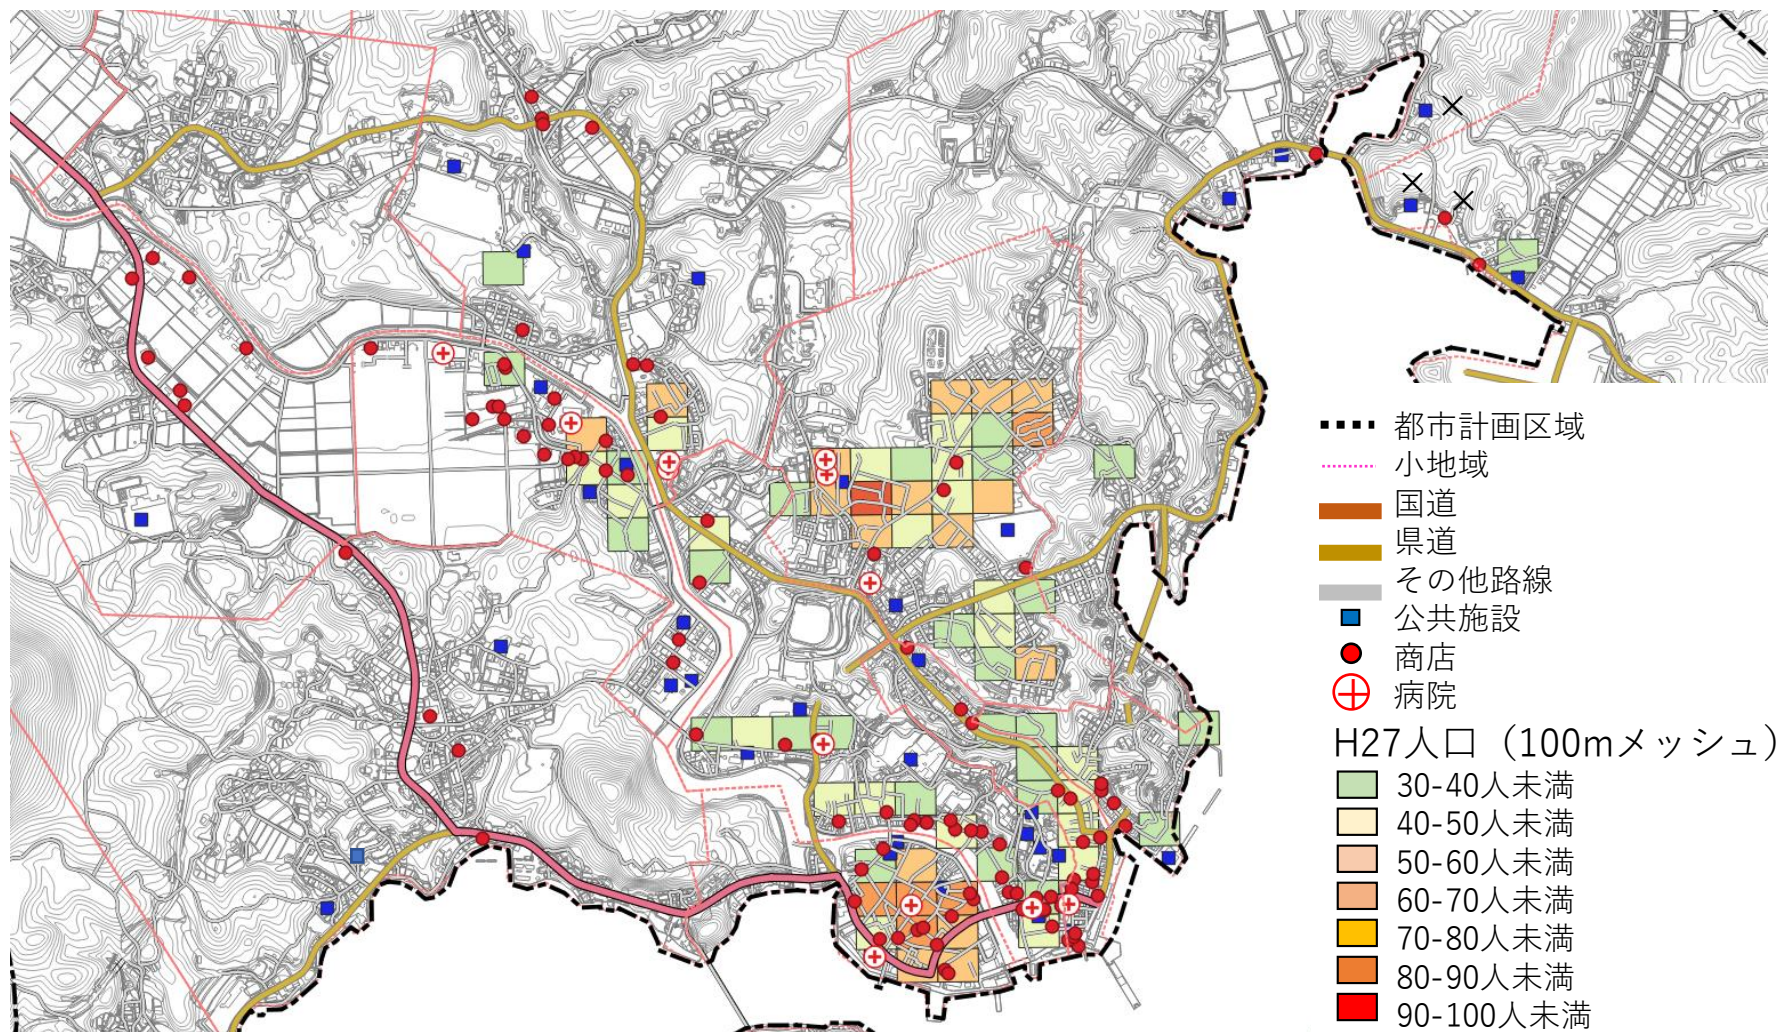 都市計画区域
小地域
国道
県道
その他路線
公共施設
商店
病院
H27人口（100mメッシュ）
30-40人未満
40-50人未満
50-60人未満
60-70人未満
70-80人未満
80-90人未満
90-100人未満